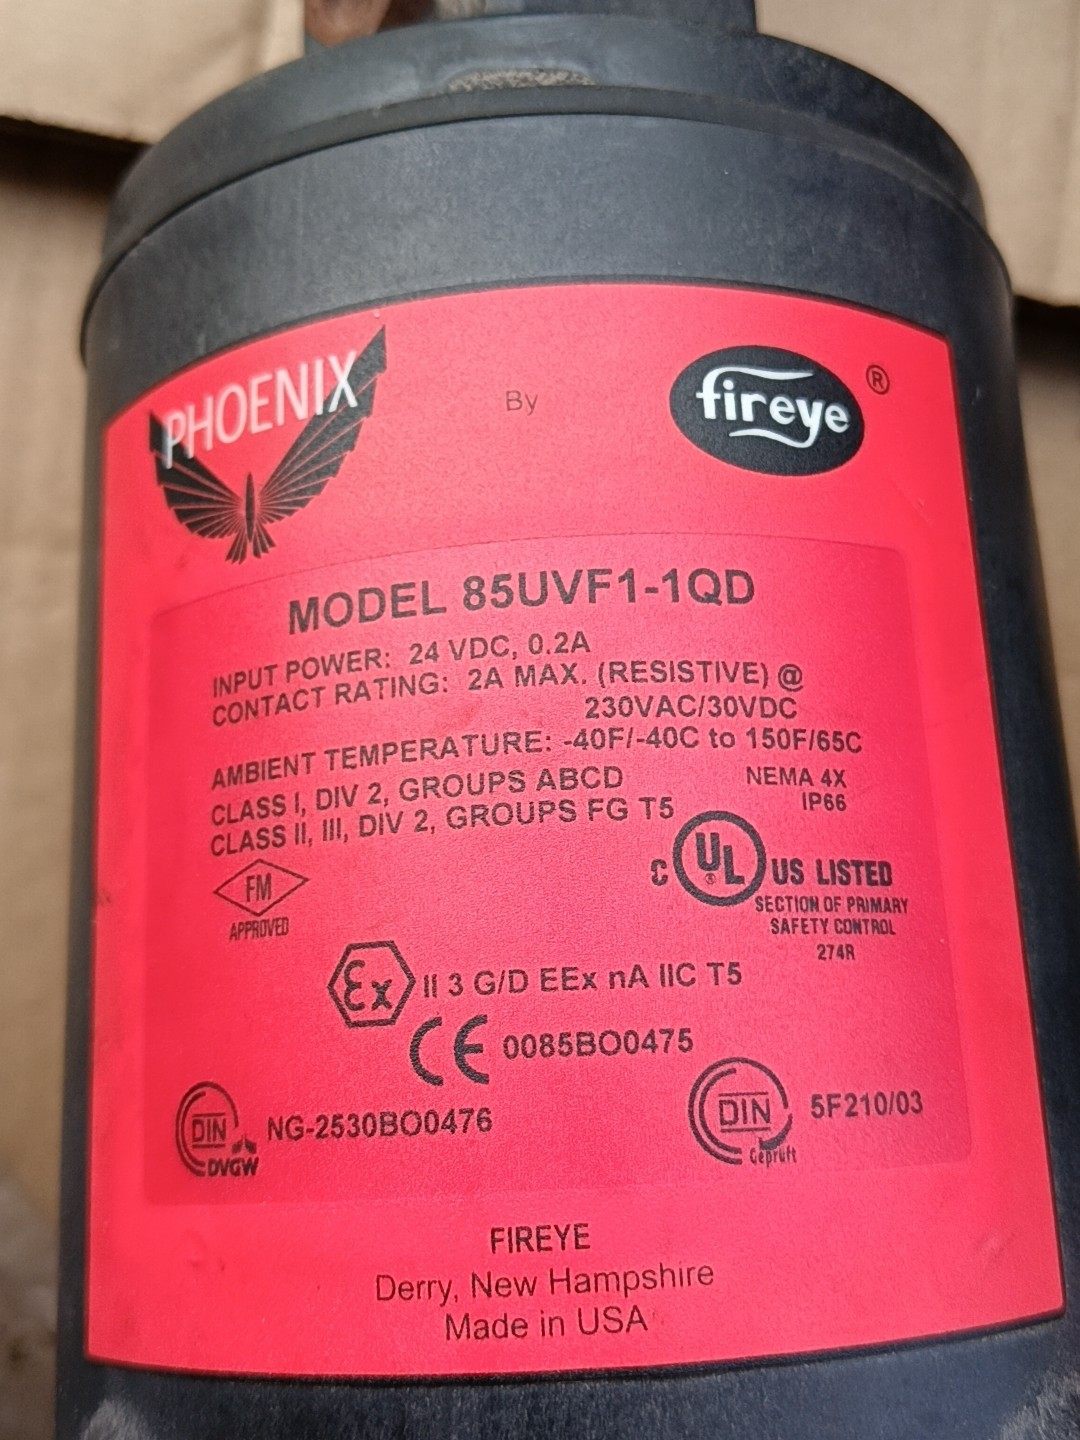 PHOENIX By fireye ®
MODEL 85UVF1-1QD
INPUT POWER: 24 VDC, 0.2A
CONTACT RATING: 2A MAX. (RESISTIVE) @
230VAC/30VDC
AMBIENT TEMPERATURE: -40F/-40C to 150F/65C
CLASS I, DIV 2, GROUPS ABCD
NEMA 4X
CLASS II, III, DIV 2, GROUPS FG T5
IP66
FM
APPROVED
C UL ® US LISTED
SECTION OF PRIMARY
SAFETY CONTROL
274R
Ex II 3 G/D EEx nA IIC T5
CE 0085BO0475
DIN
DVGW
NG-2530BO0476
DIN
Geprüft
5F210/03
FIREYE
Derry, New Hampshire
Made in USA